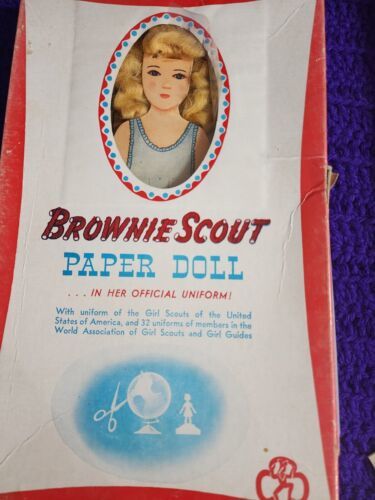 BROWNIE SCOUT
PAPER DOLL
... IN HER OFFICIAL UNIFORM!
With uniform of the Girl Scouts of the United
States of America, and 32 uniforms of members in the
World Association of Girl Scouts and Girl Guides